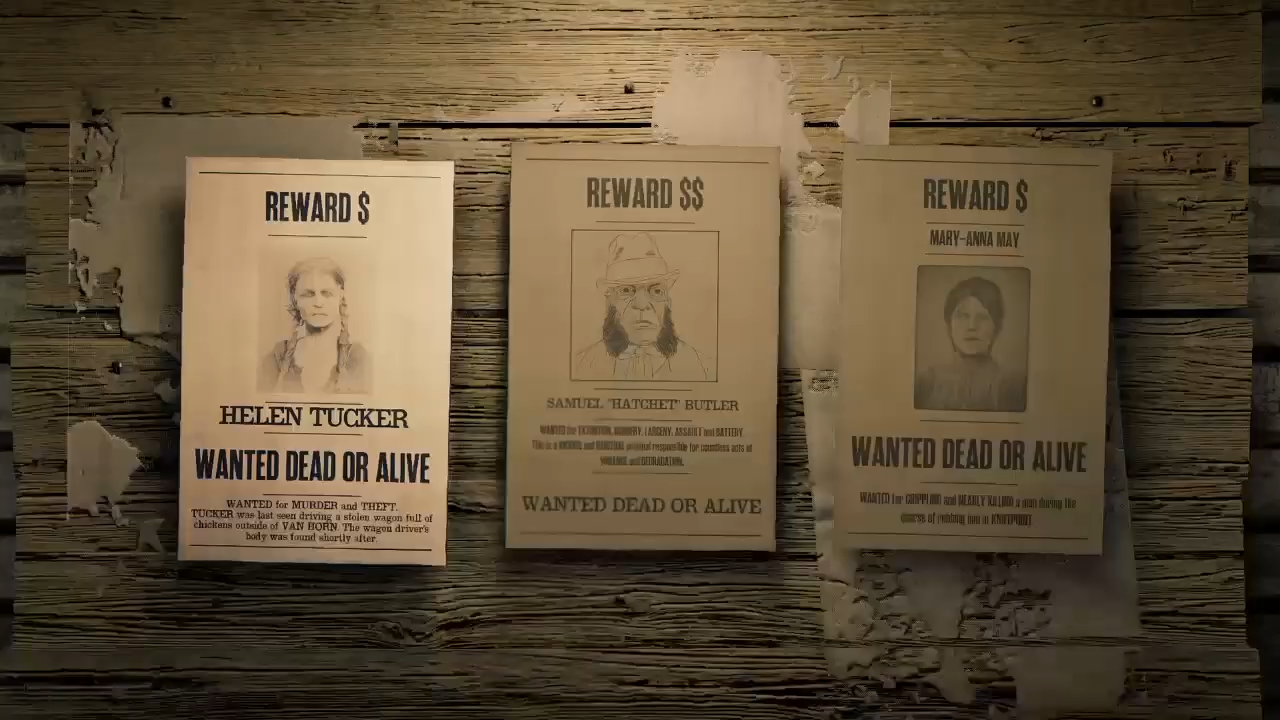 REWARD $
HELEN TUCKER
WANTED DEAD OR ALIVE
WANTED for MURDER and THEFT.
TUCKER was last seen driving a stolen wagon full of
chickens outside of VAN HORN. The wagon driver's
body was found shortly after.
REWARD $$
SAMUEL "HATCHET" BUTLER
WANTED for EXTORTION, ROBBERY, LARCENY, ASSAULT and BATTERY.
This is a VICIOUS and criminal responsible for countless acts of
VIOLENCE and DEGRADATION.
WANTED DEAD OR ALIVE
REWARD $
MARY-ANNA MAY
WANTED DEAD OR ALIVE
WANTED for CRIPPLING and NEARLY KILLING a man during the
course of robbing him in